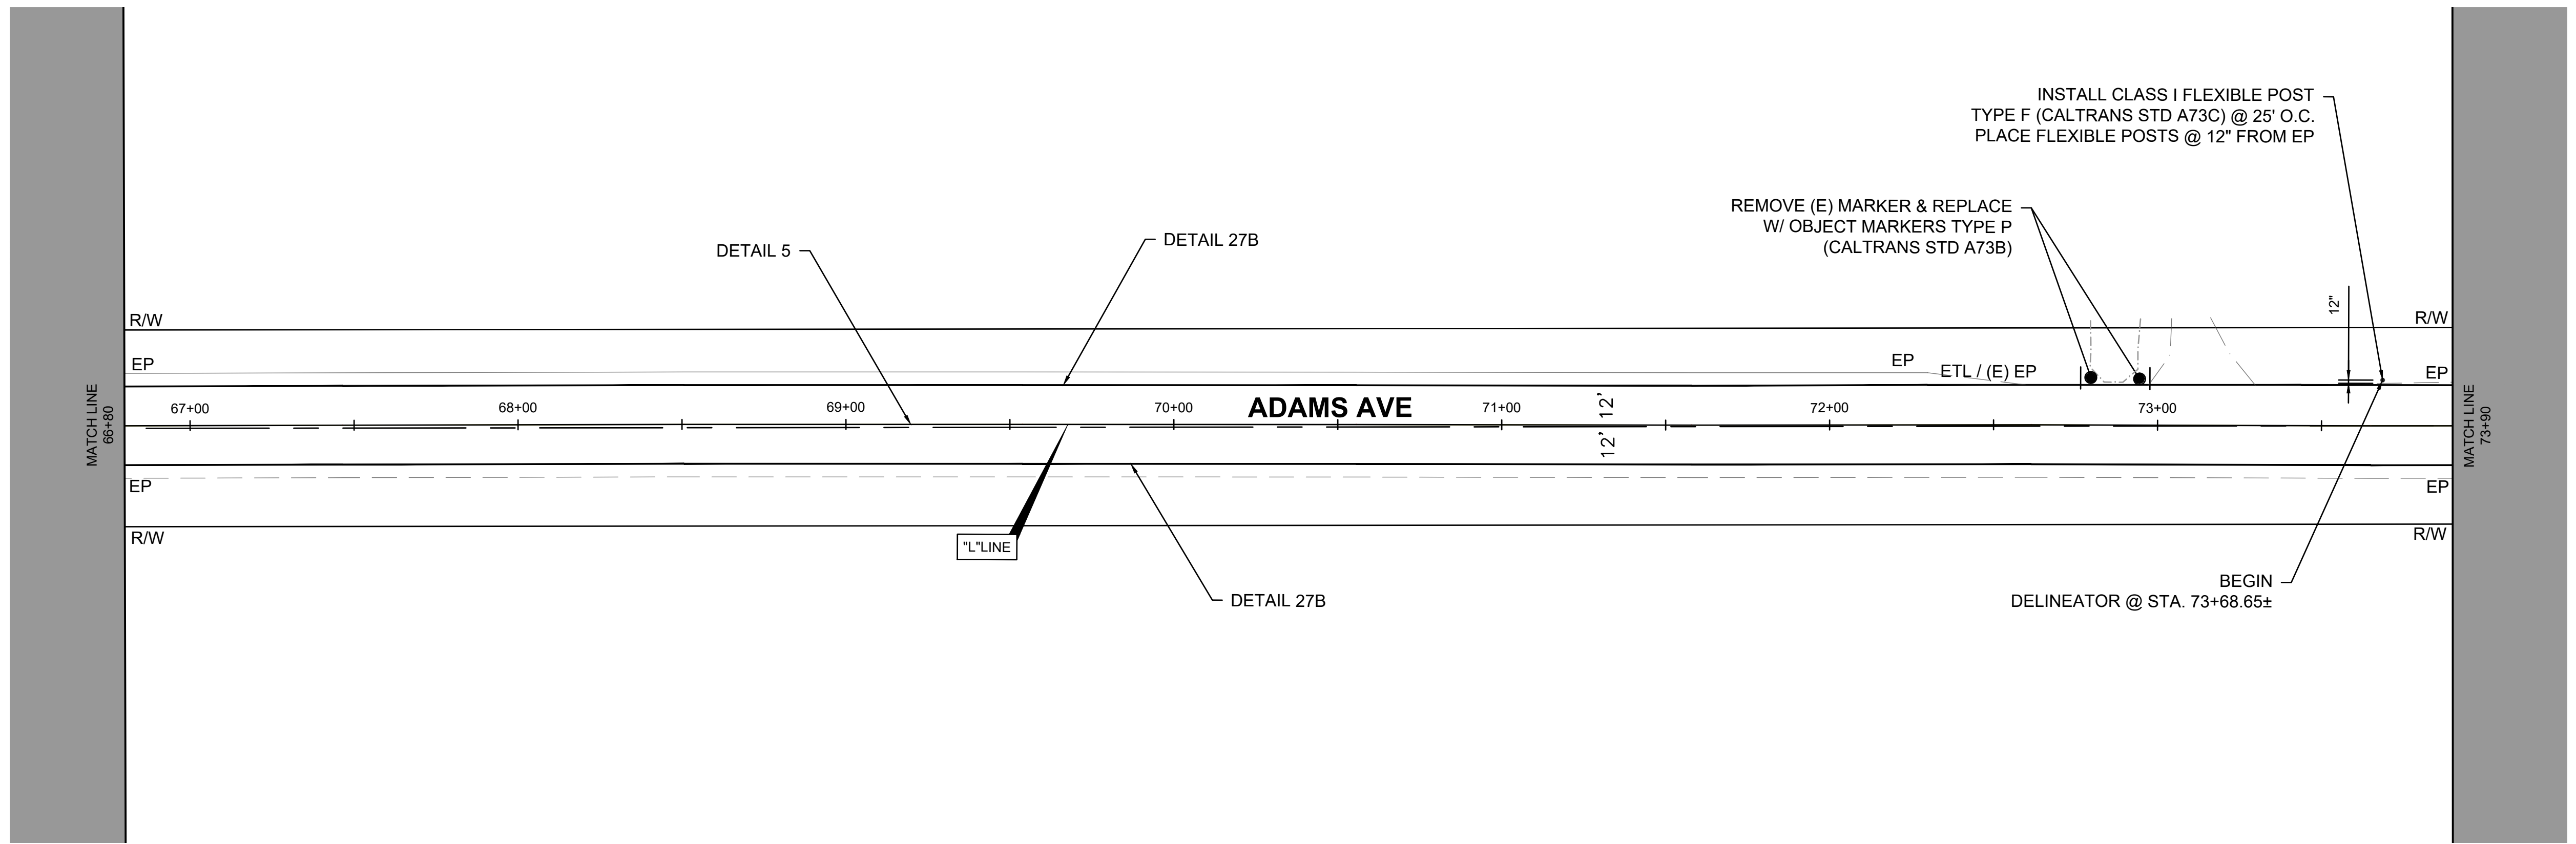 INSTALL CLASS I FLEXIBLE POST
TYPE F (CALTRANS STD A73C) @ 25' O.C.
PLACE FLEXIBLE POSTS @ 12" FROM EP
REMOVE (E) MARKER & REPLACE
W/ OBJECT MARKERS TYPE P
(CALTRANS STD A73B)
DETAIL 5
DETAIL 27B
12"
R/W
R/W
EP
EP
ETL / (E) EP
EP
MATCH LINE
66+80
67+00
68+00
69+00
70+00
ADAMS AVE
71+00
12'
12'
72+00
73+00
MATCH LINE
73+90
EP
EP
R/W
R/W
"L"LINE
DETAIL 27B
BEGIN
DELINEATOR @ STA. 73+68.65±